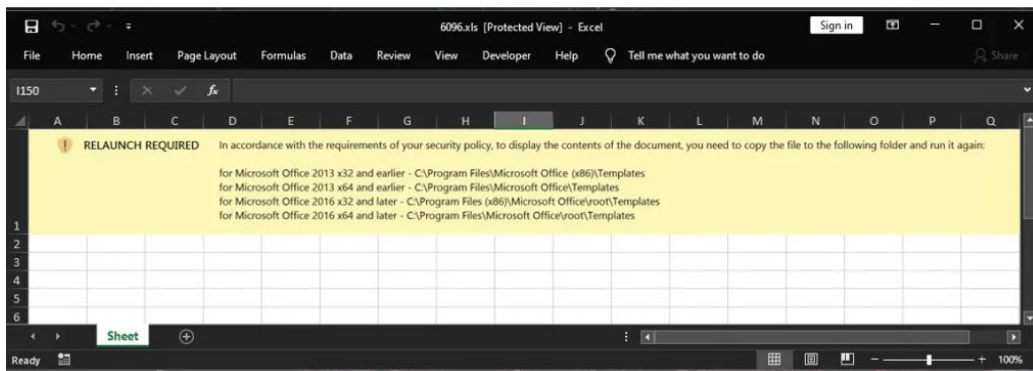 6096.xls [Protected View] - Excel
Sign in
File Home Insert Page Layout Formulas Data Review View Developer Help Tell me what you want to do Share
I150 fx
A B C D E F G H I J K L M N O P Q
RELAUNCH REQUIRED In accordance with the requirements of your security policy, to display the contents of the document, you need to copy the file to the following folder and run it again:
for Microsoft Office 2013 x32 and earlier - C:\Program Files\Microsoft Office (x86)\Templates
for Microsoft Office 2013 x64 and earlier - C:\Program Files\Microsoft Office\Templates
for Microsoft Office 2016 x32 and later - C:\Program Files (x86)\Microsoft Office\root\Templates
for Microsoft Office 2016 x64 and later - C:\Program Files\Microsoft Office\root\Templates
1
2
3
4
5
6
Sheet
Ready 100%